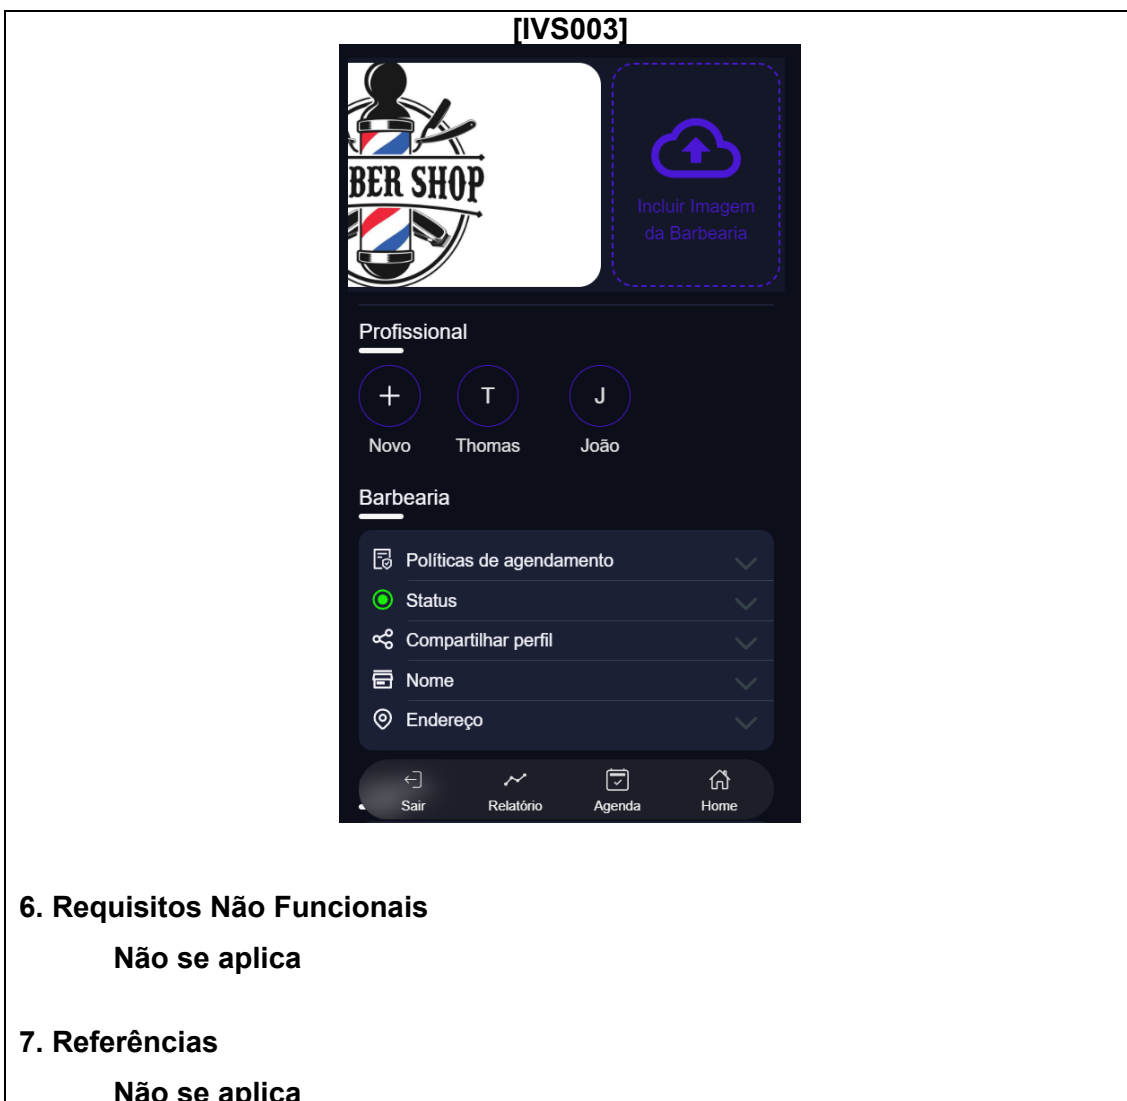 [IVS003]
BER SHOP
Incluir Imagem
da Barbearia
Profissional
T
J
Novo
Thomas
João
Barbearia
Políticas de agendamento
Status
Compartilhar perfil
Nome
Endereço
Sair
Relatório
Agenda
Home
6. Requisitos Não Funcionais
Não se aplica
7. Referências
Não se aplica